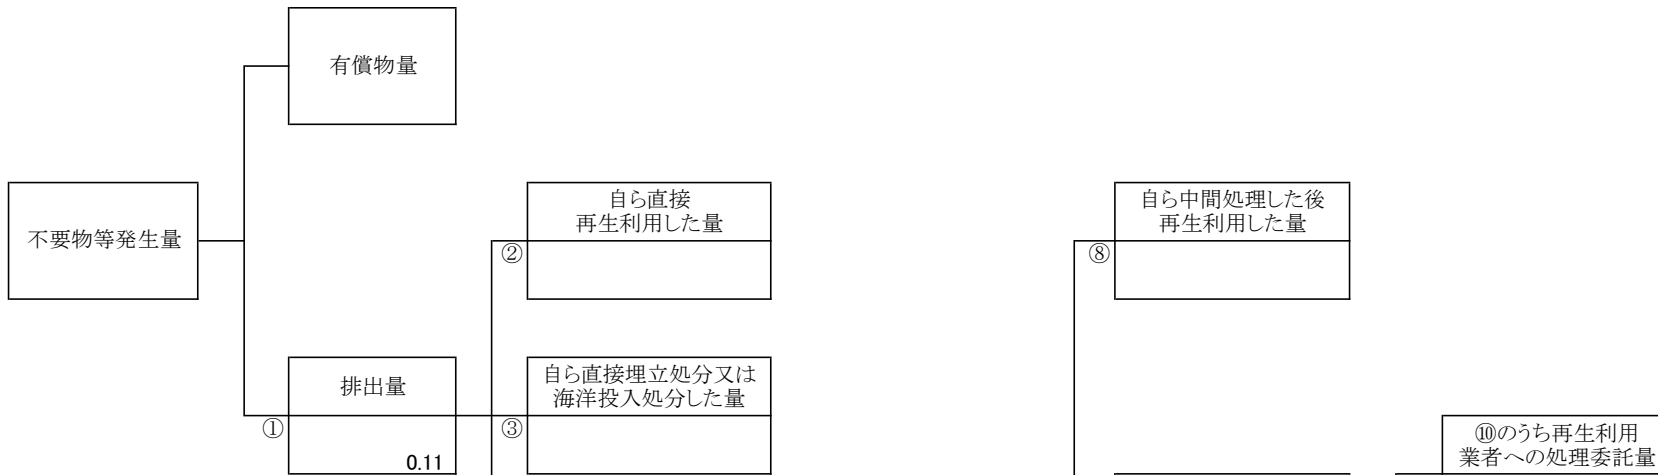 有償物量
不要物等発生量
自ら直接
再生利用した量
②
自ら中間処理した後
再生利用した量
⑧
排出量
①
0.11
自ら直接埋立処分又は
海洋投入処分した量
③
⑩のうち再生利用
業者への処理委託量